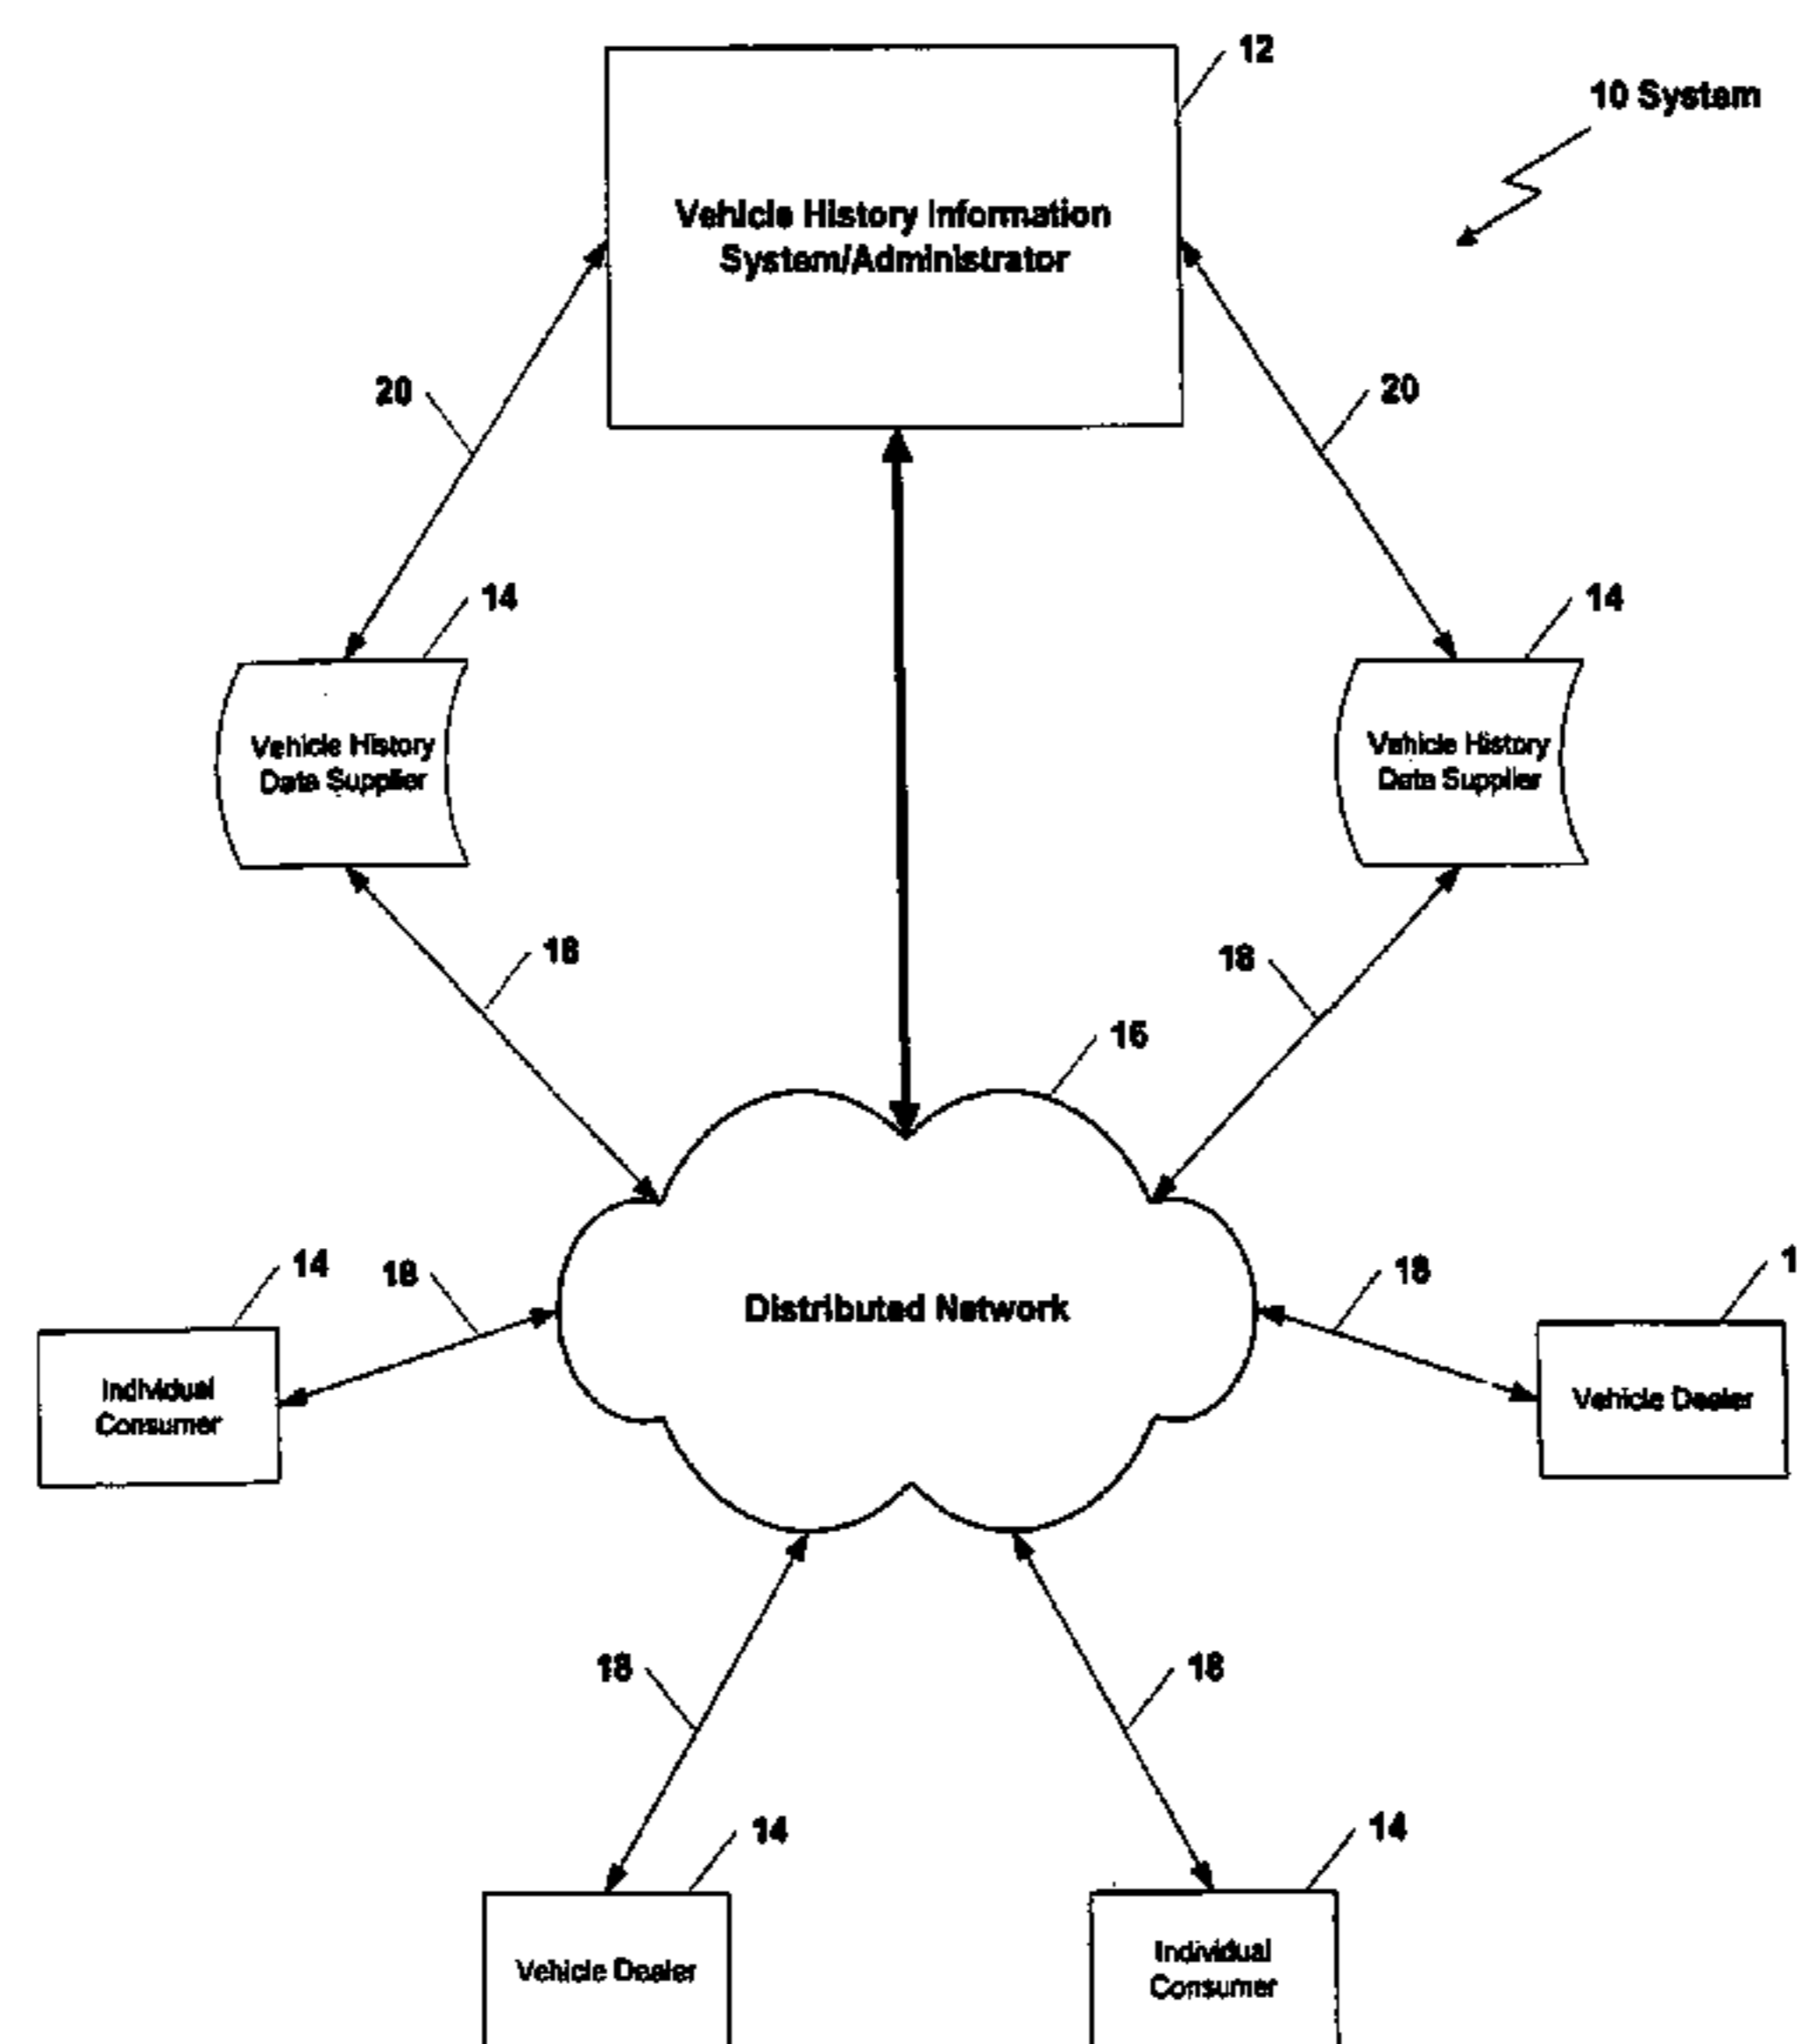 12
10 System
Vehicle History Information
System/Administrator
20
20
14
14
Vehicle History
Data Supplier
Vehicle History
Data Supplier
18
18
16
14
18
18
1
Distributed Network
Individual
Consumer
Vehicle Dealer
18
18
14
14
Vehicle Dealer
Individual
Consumer